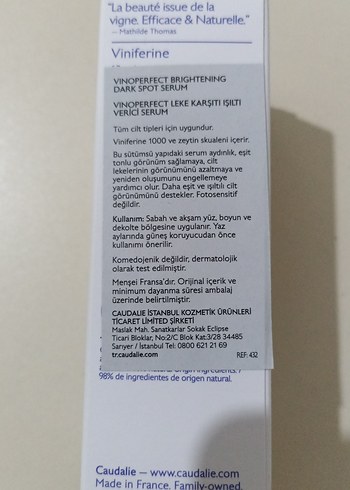 "La beauté issue de la
vigne. Efficace & Naturelle."
– Mathilde Thomas
Viniferine
VINOPERFECT BRIGHTENING
DARK SPOT SERUM
VINOPERFECT LEKE KARŞITI IŞILTI
VERİCİ SERUM
Tüm cilt tipleri için uygundur.
Viniferine 1000 ve zeytin skualeni içerir.
Bu sütümsü yapıdaki serum aydınlık, eşit
tonlu görünüm sağlamaya, cilt
lekelerinin görünümünü azaltmaya ve
yeniden oluşumunu engellemeye
yardımcı olur. Daha eşit ve ışıltılı cilt
görünümünü destekler. Fotosensitif
değildir.
Kullanım: Sabah ve akşam yüz, boyun ve
dekolte bölgesine uygulanır. Yaz
aylarında güneş koruyucudan önce
kullanımı önerilir.
Komedojenik değildir, dermatolojik
olarak test edilmiştir.
Menşei Fransa'dır. Orijinal içerik ve
minimum dayanma süresi ambalaj
üzerinde belirtilmiştir.
CAUDALIE İSTANBUL KOZMETİK ÜRÜNLERİ
TİCARET LİMİTED ŞİRKETİ
Maslak Mah. Sanatkarlar Sokak Eclipse
Ticari Bloklar, No:2/C Blok Kat:3/28 34485
Sarıyer / İstanbul Tel: 0800 621 21 69
tr.caudalie.com REF: 432
origin ingredients. /
98% de ingredientes de origen natural.
Caudalie – www.caudalie.com
Made in France. Family-owned.